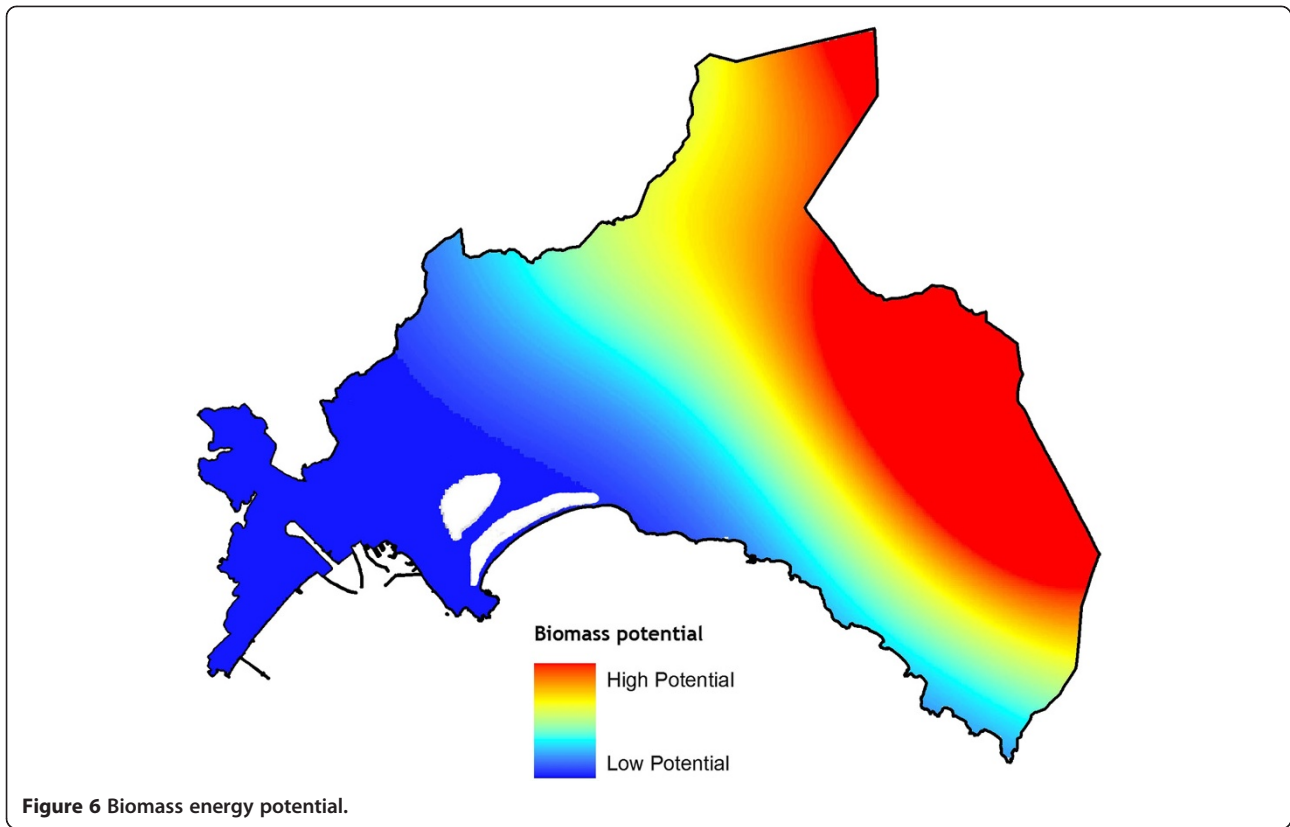 Biomass potential
High Potential
Low Potential
Figure 6 Biomass energy potential.